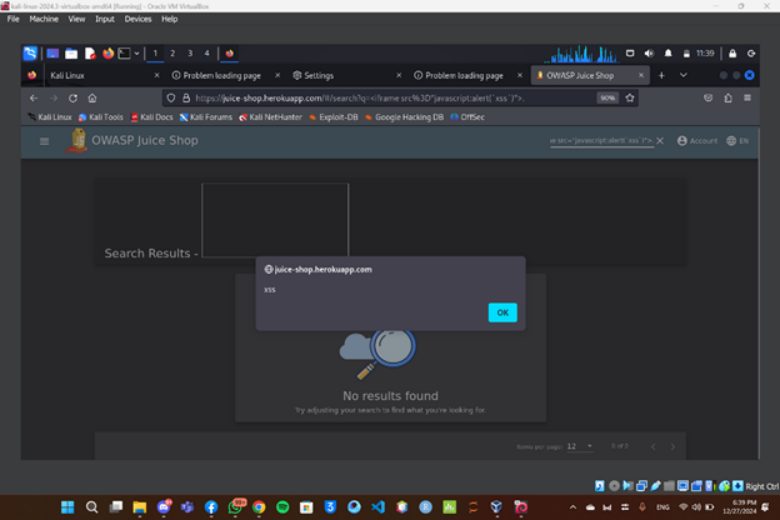 kali-linux-2024.3-virtualbox-amd64 [Running] - Oracle VM VirtualBox
File Machine View Input Devices Help
1 2 3 4
11:39
Kali Linux
Problem loading page
Settings
Problem loading page
OWASP Juice Shop
https://juice-shop.herokuapp.com/#/search?q=<iframe src%3D"javascript:alert(`xss`)">.
90%
Kali Linux Kali Tools Kali Docs Kali Forums Kali NetHunter Exploit-DB Google Hacking DB OffSec
OWASP Juice Shop
src="javascript:alert(`xss`)">
Account
EN
Search Results -
juice-shop.herokuapp.com
xss
OK
No results found
Try adjusting your search to find what you're looking for.
Items per page: 12
Right Ctrl
99+
ENG
6:39 PM
12/27/2024